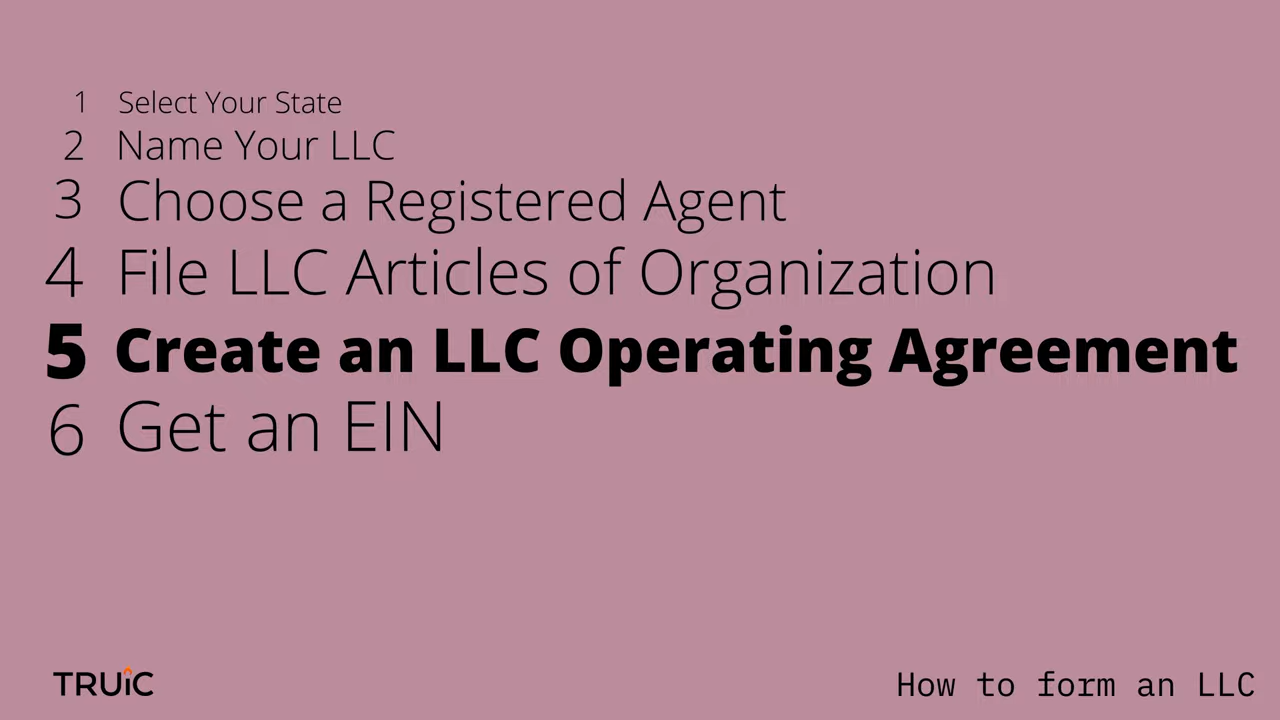 1 Select Your State
2 Name Your LLC
3 Choose a Registered Agent
4 File LLC Articles of Organization
5 Create an LLC Operating Agreement
6 Get an EIN
TRUiC
How to form an LLC